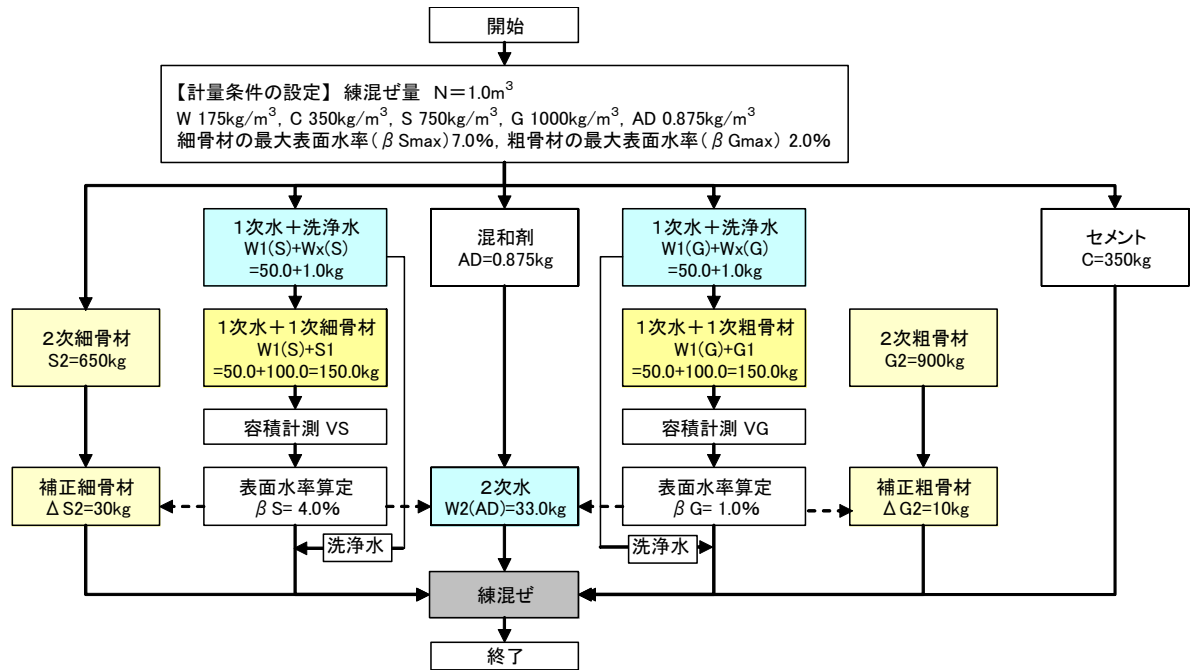 開始
【計量条件の設定】 練混ぜ量 N=1.0m³
W 175kg/m³, C 350kg/m³, S 750kg/m³, G 1000kg/m³, AD 0.875kg/m³
細骨材の最大表面水率(βSmax)7.0%, 粗骨材の最大表面水率(βGmax) 2.0%
1次水+洗浄水
W1(S)+Wx(S)
=50.0+1.0kg
混和剤
AD=0.875kg
1次水+洗浄水
W1(G)+Wx(G)
=50.0+1.0kg
セメント
C=350kg
2次細骨材
S2=650kg
1次水+1次細骨材
W1(S)+S1
=50.0+100.0=150.0kg
1次水+1次粗骨材
W1(G)+G1
=50.0+100.0=150.0kg
2次粗骨材
G2=900kg
容積計測 VS
容積計測 VG
補正細骨材
ΔS2=30kg
表面水率算定
βS= 4.0%
2次水
W2(AD)=33.0kg
表面水率算定
βG= 1.0%
補正粗骨材
ΔG2=10kg
洗浄水
洗浄水
練混ぜ
終了